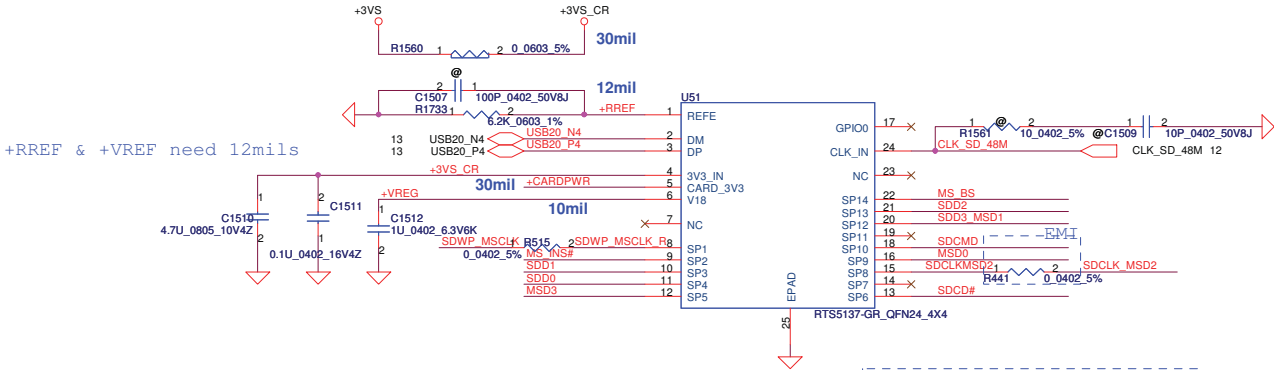 +3VS +3VS_CR
R1560 1 2 0_0603_5% 30mil
@
2 1 12mil
C1507 100P_0402_50V8J
R1733 1 2 6.2K_0603_1%
+RREF 1 REFE
U51
+RREF & +VREF need 12mils
13 USB20_N4 USB20_N4 2 DM
13 USB20_P4 USB20_P4 3 DP
+3VS_CR 4 3V3_IN
30mil +CARDPWR 5 CARD_3V3
+VREG 6 V18
10mil
7 NC
1 C1510 4.7U_0805_10V4Z 2
2 C1511 1 0.1U_0402_16V4Z
1 C1512 1U_0402_6.3V6K 2
SDWP_MSCLK 1 R515 2 SDWP_MSCLK_R 8 SP1
0_0402_5%
MS_INS# 9 SP2
SDD1 10 SP3
SDD0 11 SP4
MSD3 12 SP5
EPAD
25
GPIO0 17
CLK_IN 24 CLK_SD_48M CLK_SD_48M 12
1 @ 2 R1561 10_0402_5%
@C1509 1 2 10P_0402_50V8J
NC 23
SP14 22 MS_BS
SP13 21 SDD2
SP12 20 SDD3_MSD1
SP11 19
EMI
SP10 18 SDCMD
SP9 16 MSD0
SP8 15 SDCLKMSD2 1 2 SDCLK_MSD2
R441 0_0402_5%
SP7 14
SP6 13 SDCD#
RTS5137-GR_QFN24_4X4